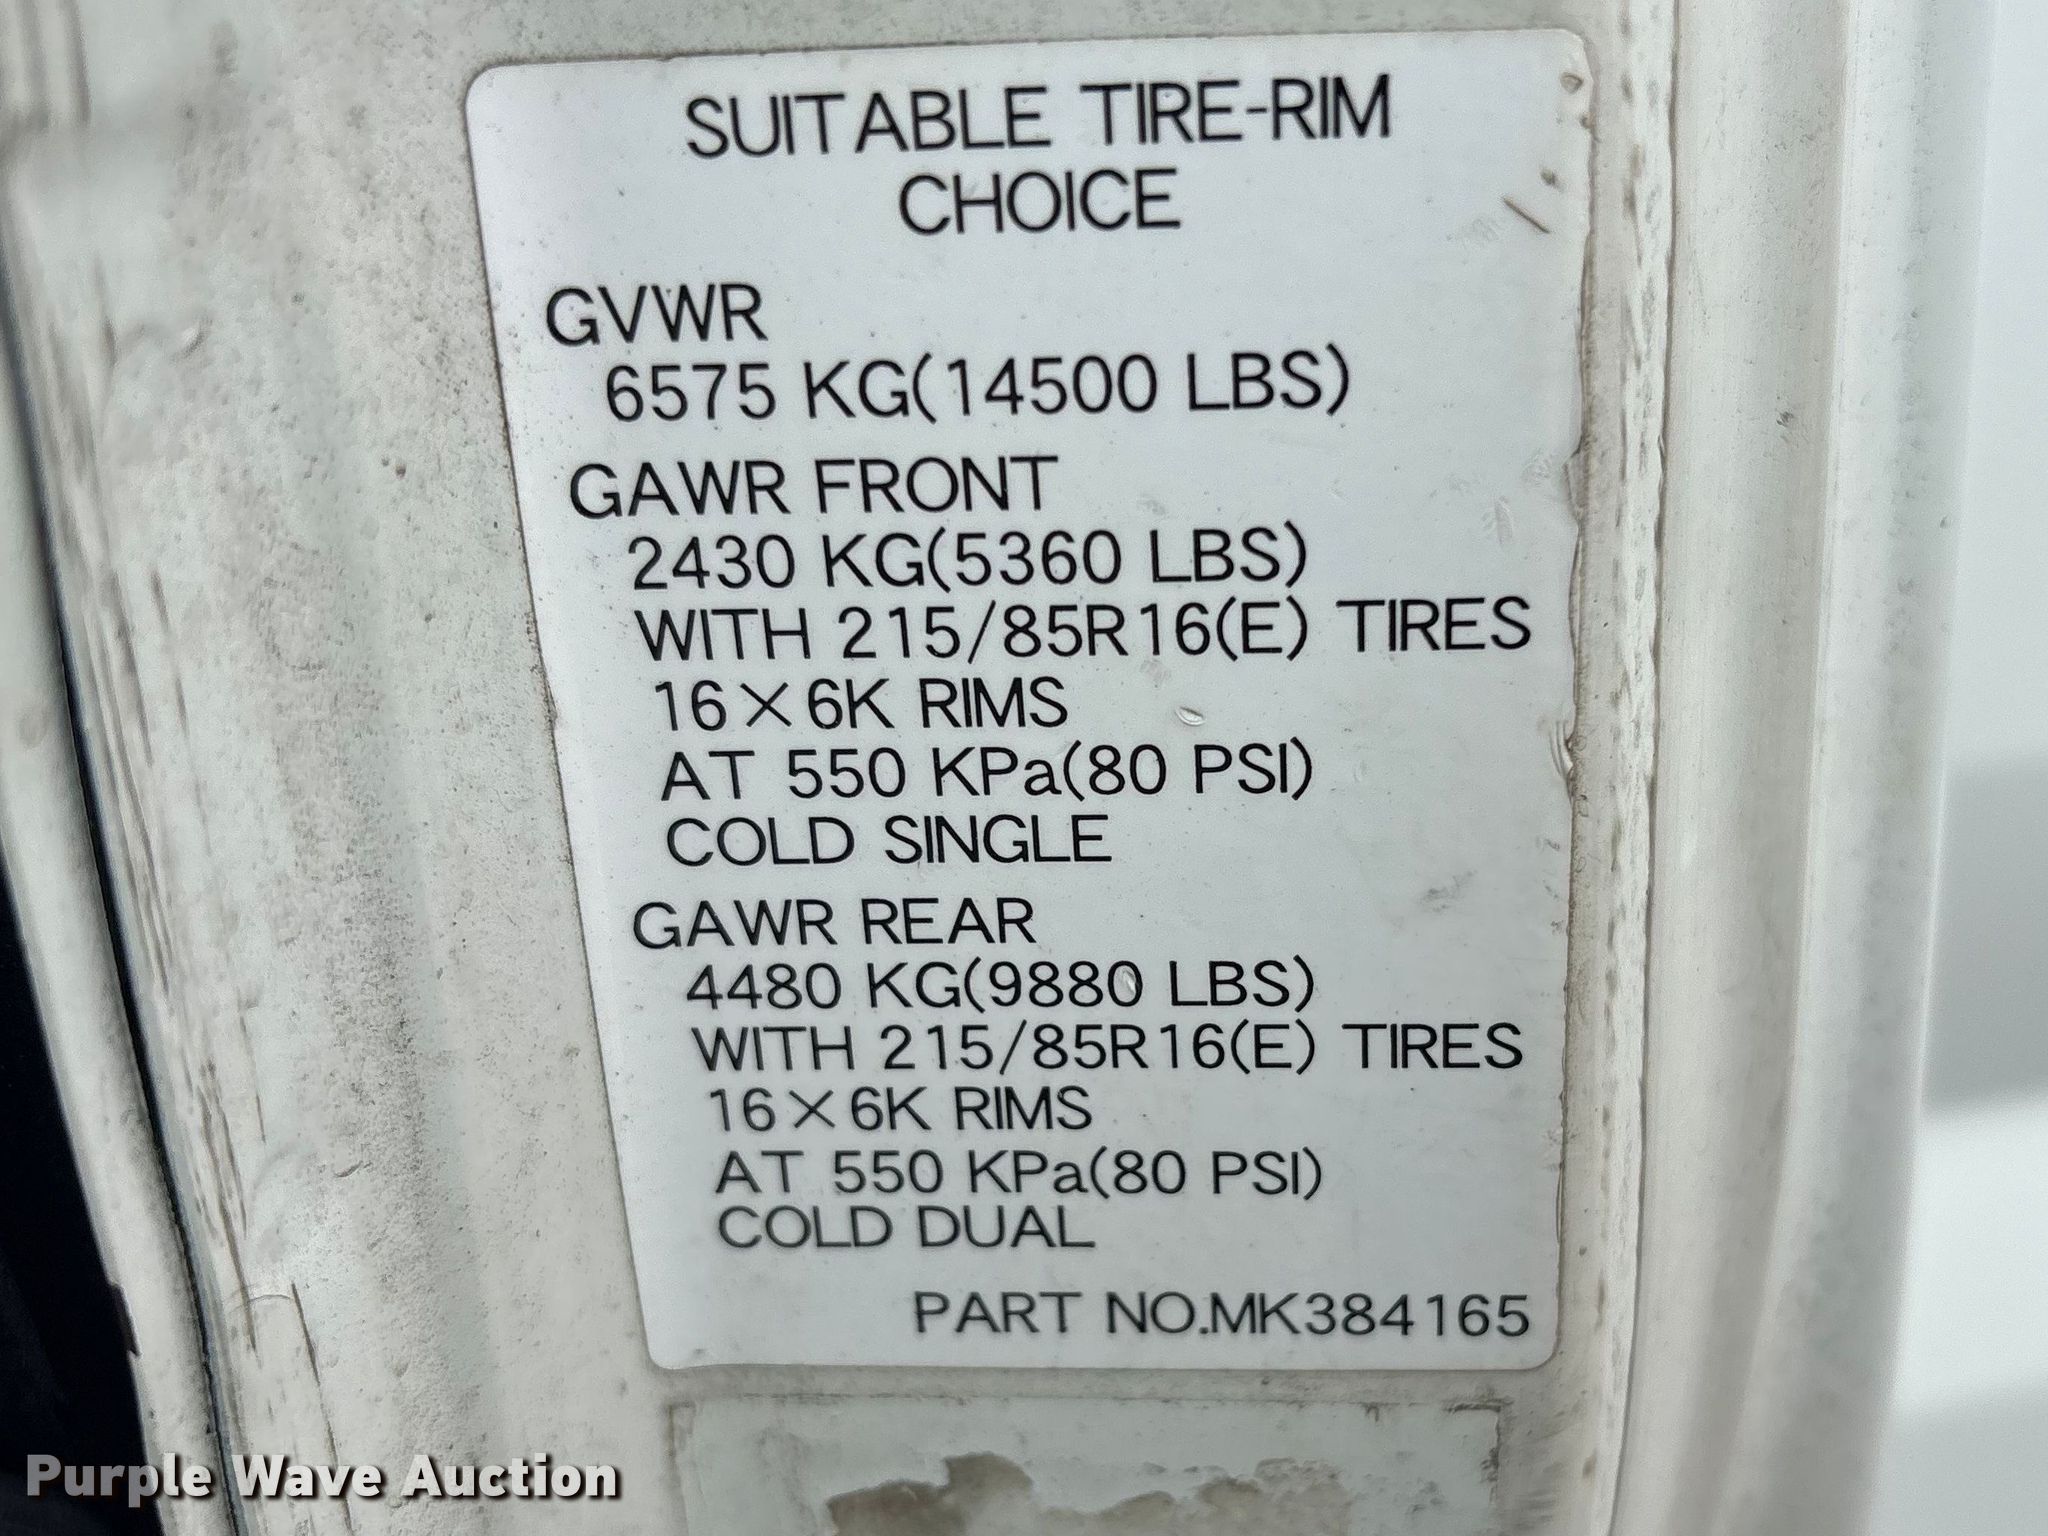 SUITABLE TIRE-RIM
CHOICE
GVWR
6575 KG(14500 LBS)
GAWR FRONT
2430 KG(5360 LBS)
WITH 215/85R16(E) TIRES
16×6K RIMS
AT 550 KPa(80 PSI)
COLD SINGLE
GAWR REAR
4480 KG(9880 LBS)
WITH 215/85R16(E) TIRES
16×6K RIMS
AT 550 KPa(80 PSI)
COLD DUAL
PART NO.MK384165
Purple Wave Auction